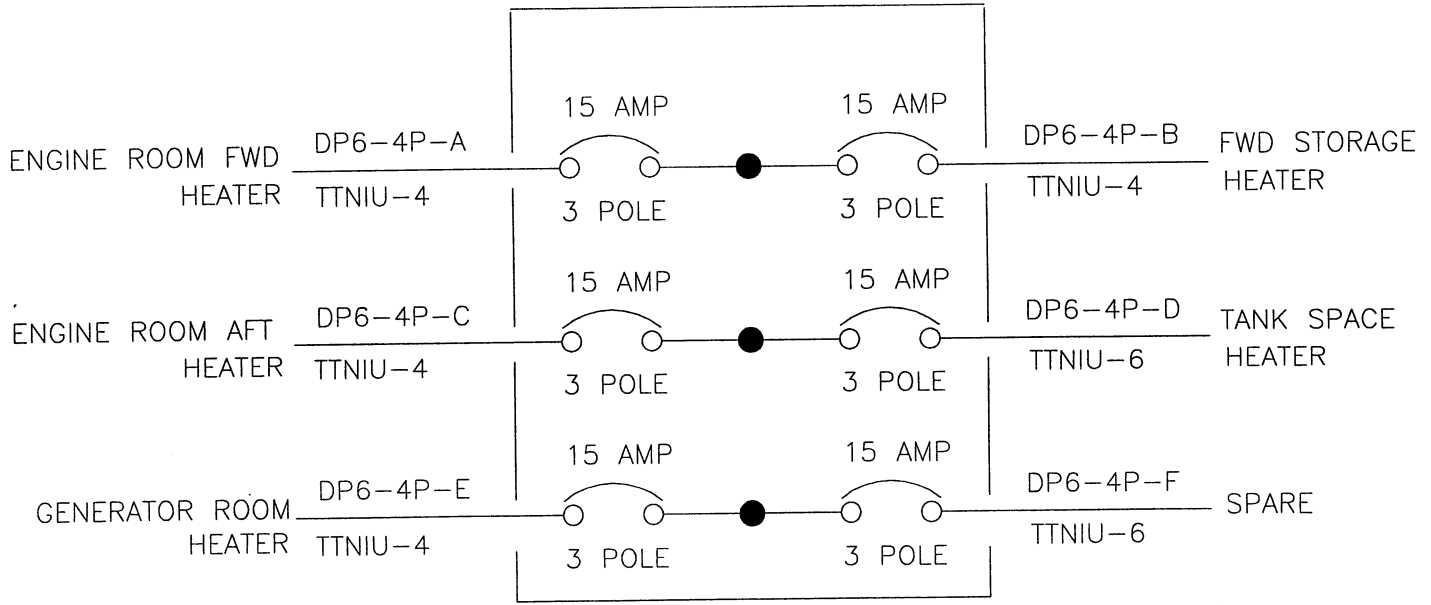 15 AMP
15 AMP
DP6-4P-A
DP6-4P-B
ENGINE ROOM FWD
HEATER
FWD STORAGE
HEATER
TTNIU-4
TTNIU-4
3 POLE
3 POLE
15 AMP
15 AMP
DP6-4P-C
DP6-4P-D
ENGINE ROOM AFT
HEATER
TANK SPACE
HEATER
TTNIU-4
TTNIU-6
3 POLE
3 POLE
15 AMP
15 AMP
DP6-4P-E
DP6-4P-F
GENERATOR ROOM
HEATER
SPARE
TTNIU-4
TTNIU-6
3 POLE
3 POLE